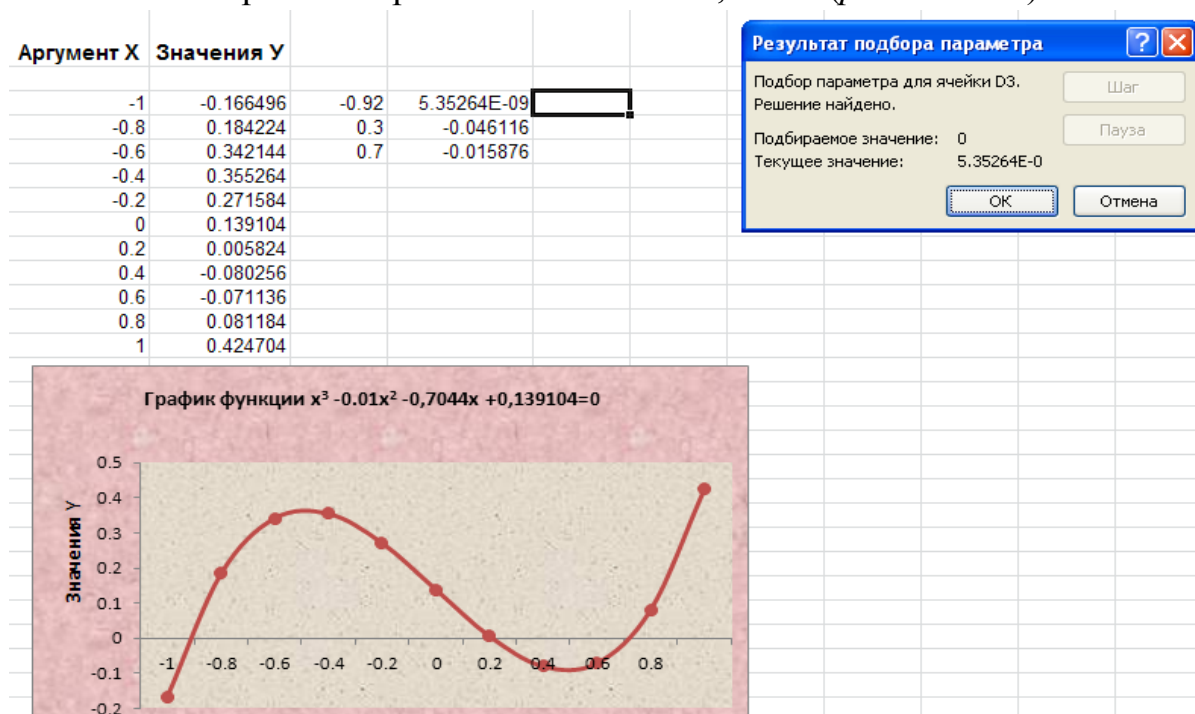 Аргумент X Значения У
-1 -0.166496 -0.92 5.35264E-09
-0.8 0.184224 0.3 -0.046116
-0.6 0.342144 0.7 -0.015876
-0.4 0.355264
-0.2 0.271584
0 0.139104
0.2 0.005824
0.4 -0.080256
0.6 -0.071136
0.8 0.081184
1 0.424704
Результат подбора параметра
Подбор параметра для ячейки D3.
Решение найдено.
Подбираемое значение: 0
Текущее значение: 5.35264E-0
Шаг
Пауза
ОК Отмена
График функции x³ -0.01x² -0,7044x +0,139104=0
Значения Y
0.5
0.4
0.3
0.2
0.1
0
-0.1
-0.2
-1 -0.8 -0.6 -0.4 -0.2 0 0.2 0.4 0.6 0.8